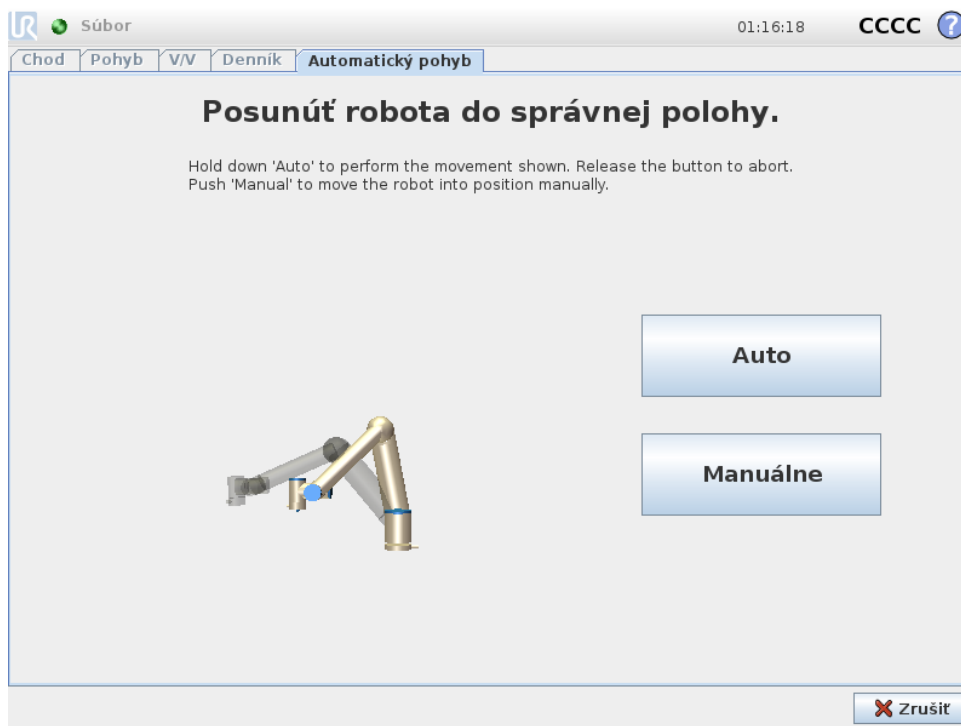 UR Súbor 01:16:18 CCCC ?
Chod Pohyb V/V Denník Automatický pohyb
Posunúť robota do správnej polohy.
Hold down 'Auto' to perform the movement shown. Release the button to abort.
Push 'Manual' to move the robot into position manually.
Auto
Manuálne
Zrušiť